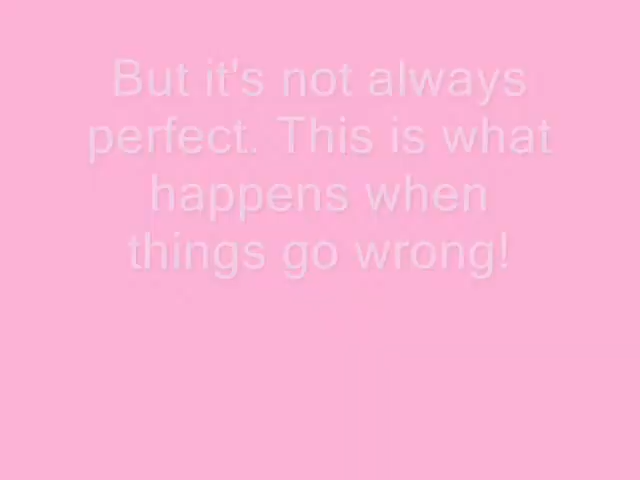 But it's not always
perfect. This is what
happens when
things go wrong!